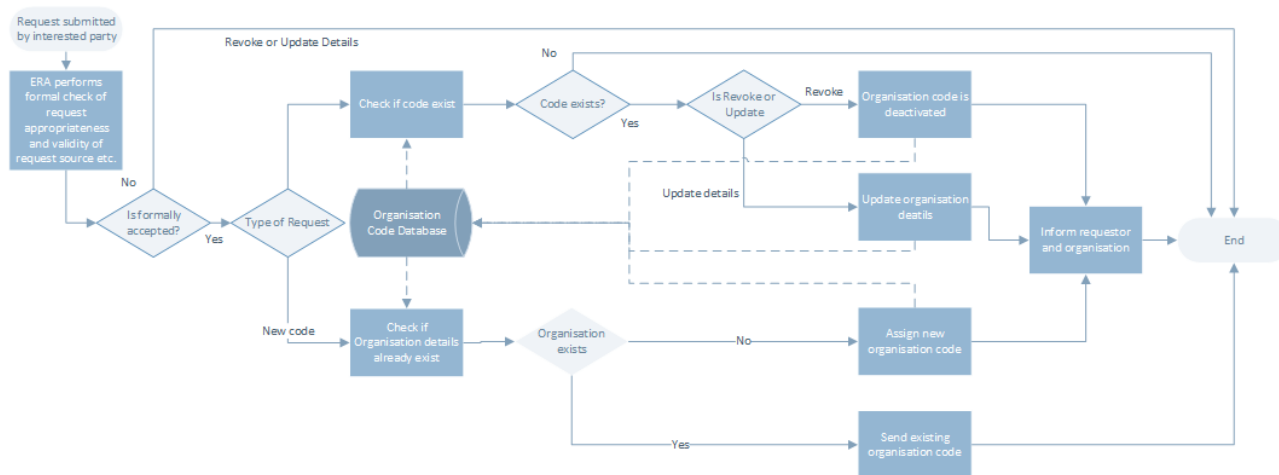 Request submitted
by interested party
ERA performs
formal check of
request
appropriateness
and validity of
request source etc.
No
Is formally
accepted?
Yes
Type of Request
Revoke or Update Details
Check if code exist
No
Code exists?
Yes
Is Revoke or
Update
Revoke
Organisation code is
deactivated
Update details
Update organisation
deatils
Organisation
Code Database
Inform requestor
and organisation
End
New code
Check if
Organisation details
already exist
Organisation
exists
No
Assign new
organisation code
Yes
Send existing
organisation code